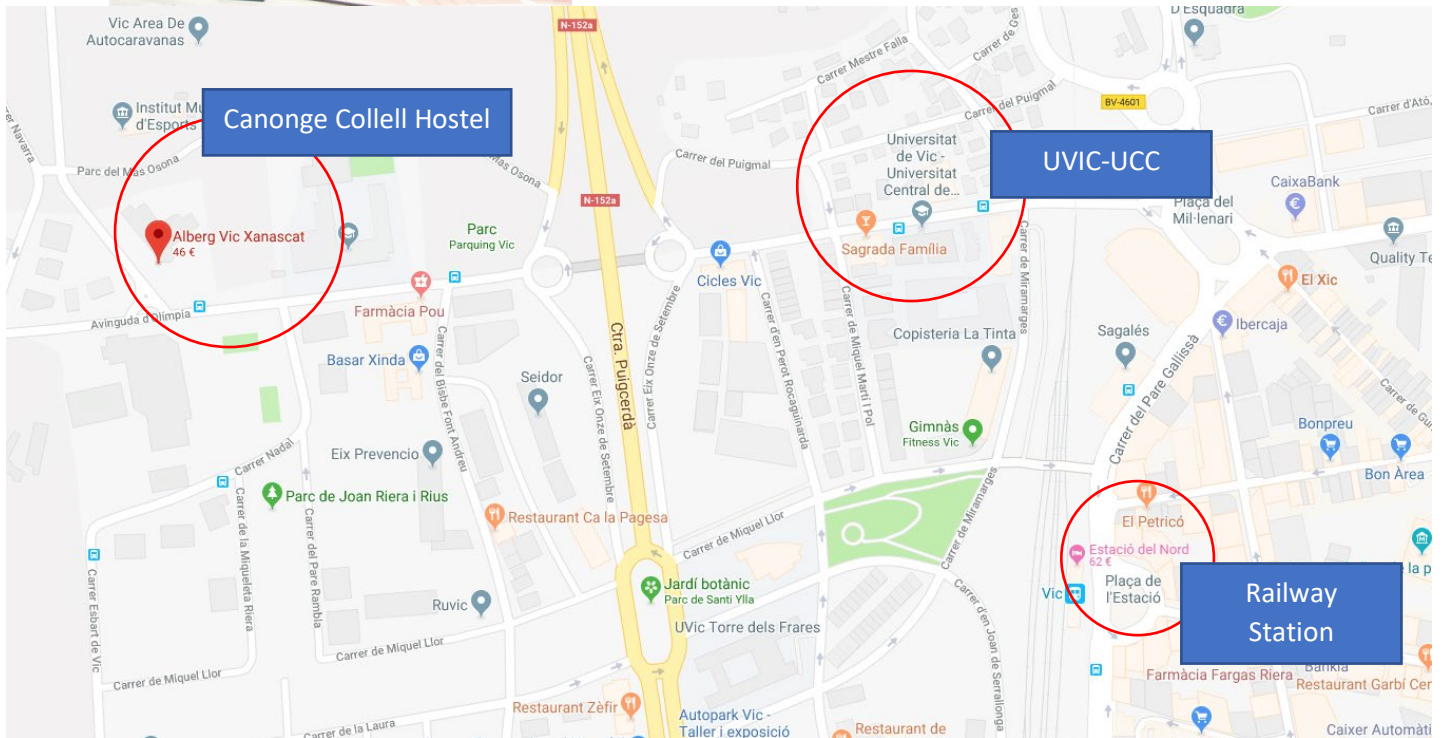 Vic Area De
Autocaravanas
N-152a
D'Esquadra
Carrer Mestre Falla
Institut Mu
d'Esports
Canonge Collell Hostel
Carrer del Puigmal
BV-4601
Carrer d'Ató,
er Navarra
Parc del Mas Osona
Mas Osona
Carrer del Puigmal
Universitat
de Vic -
Universitat
Central de...
UVIC-UCC
CaixaBank
N-152a
Plaça del
Mil·lenari
Alberg Vic Xanascat
46 €
Parc
Parquing Vic
Sagrada Família
Quality Te
Cicles Vic
El Xic
Farmàcia Pou
Avinguda d'Olímpia
Carrer de Miramarges
Ibercaja
Basar Xinda
Ctra. Puigcerdà
Copisteria La Tinta
Sagalés
Carrer del Bisbe Font Andreu
Seidor
Carrer Eix Onze de Setembre
Carrer Eix Onze de Setembre
Carrer d'en Perot Rocaguinarda
Carrer de Miquel Martí i Pol
Carrer del Pare Gallissà
Carrer de Gur
Gimnàs
Fitness Vic
Bonpreu
Eix Prevencio
Carrer Nadal
Bon Àrea
Parc de Joan Riera i Rius
Restaurant Ca la Pagesa
Carrer de Miquel Llor
Carrer de Miramarges
El Petricó
Carrer de la Miqueleta Riera
Carrer del Pare Rambla
Estació del Nord
62 €
e la p
Carrer Esbart de Vic
Jardí botànic
Parc de Santi Ylla
Vic
Plaça de
l'Estació
Railway
Station
Ruvic
UVic Torre dels Frares
Carrer d'en Joan de Serrallonga
Carrer de Miquel Llor
Carrer de Miquel Llor
Farmàcia Fargas Riera
Bankia
Restaurant Garbí Cen
Restaurant Zèfir
Autopark Vic -
Taller i exposició
Carrer de la Laura
Restaurant de
Caixer Automàti